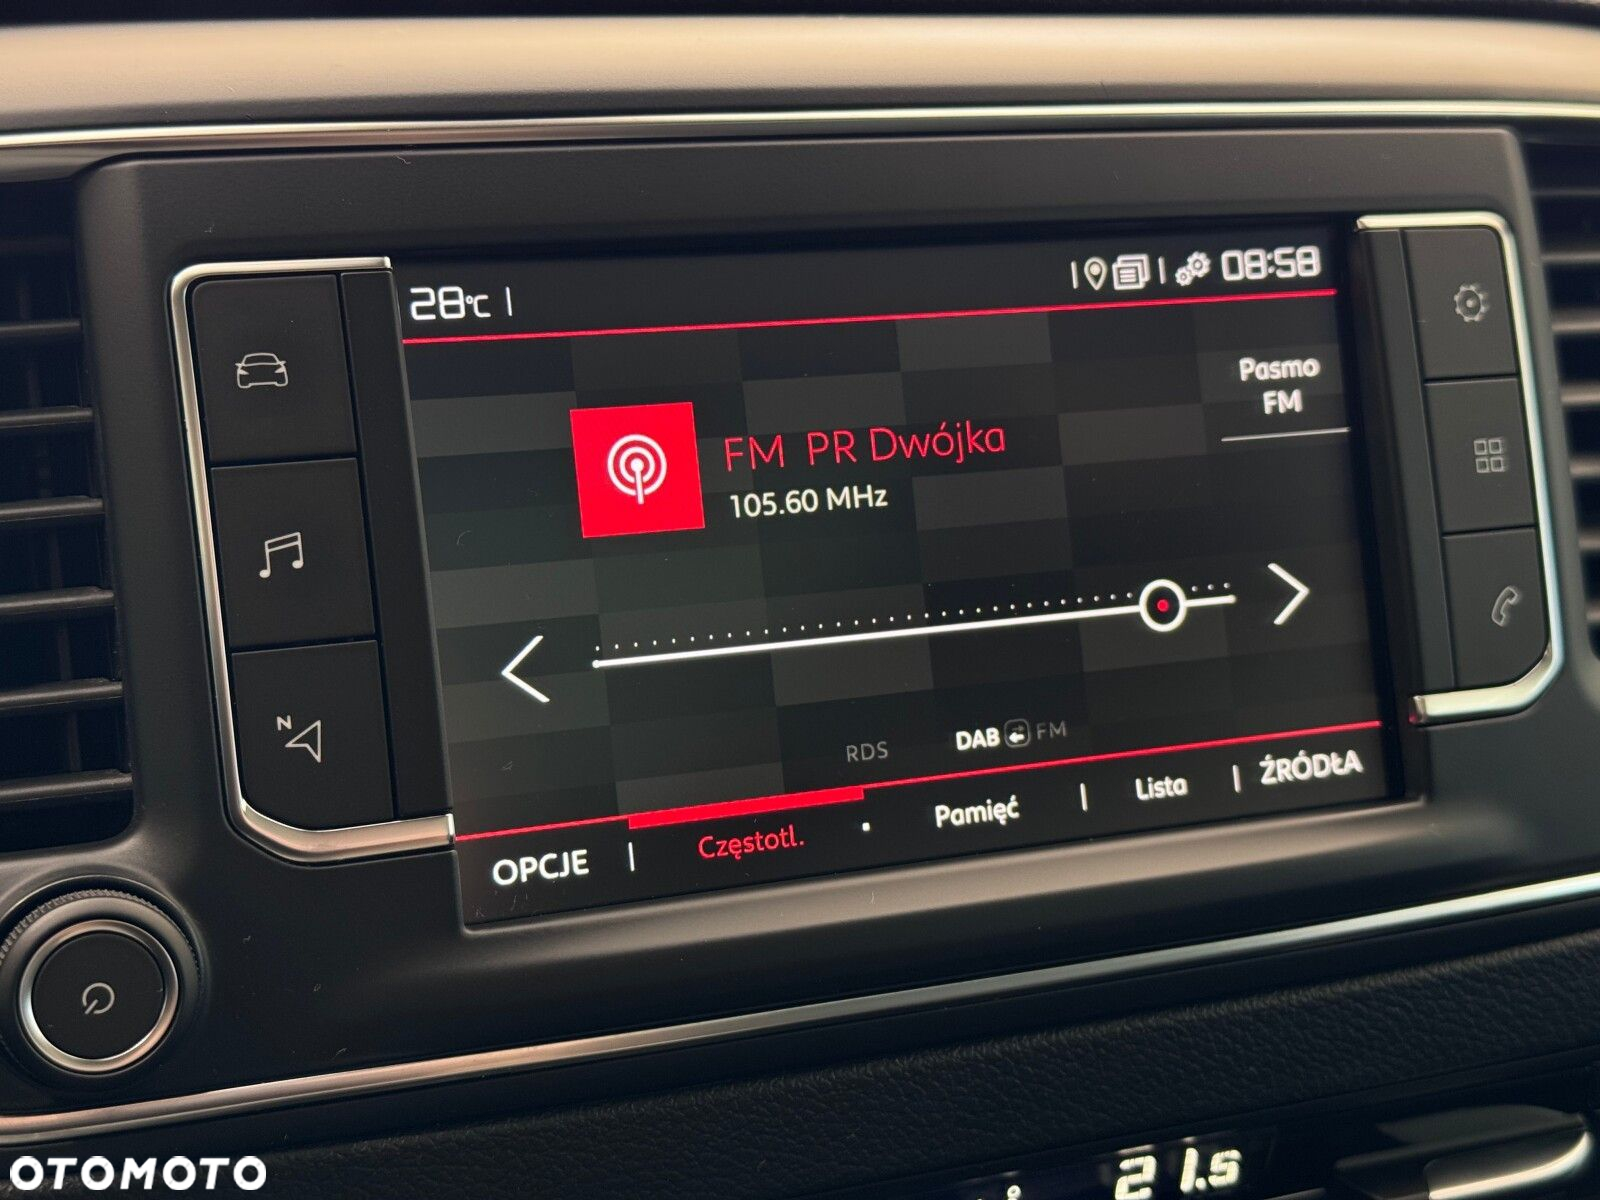 28°C
08:58
Pasmo
FM
FM PR Dwójka
105.60 MHz
RDS DAB FM
OPCJE Częstotl. Pamięć Lista ŹRÓDŁA
N
21.5
OTOMOTO